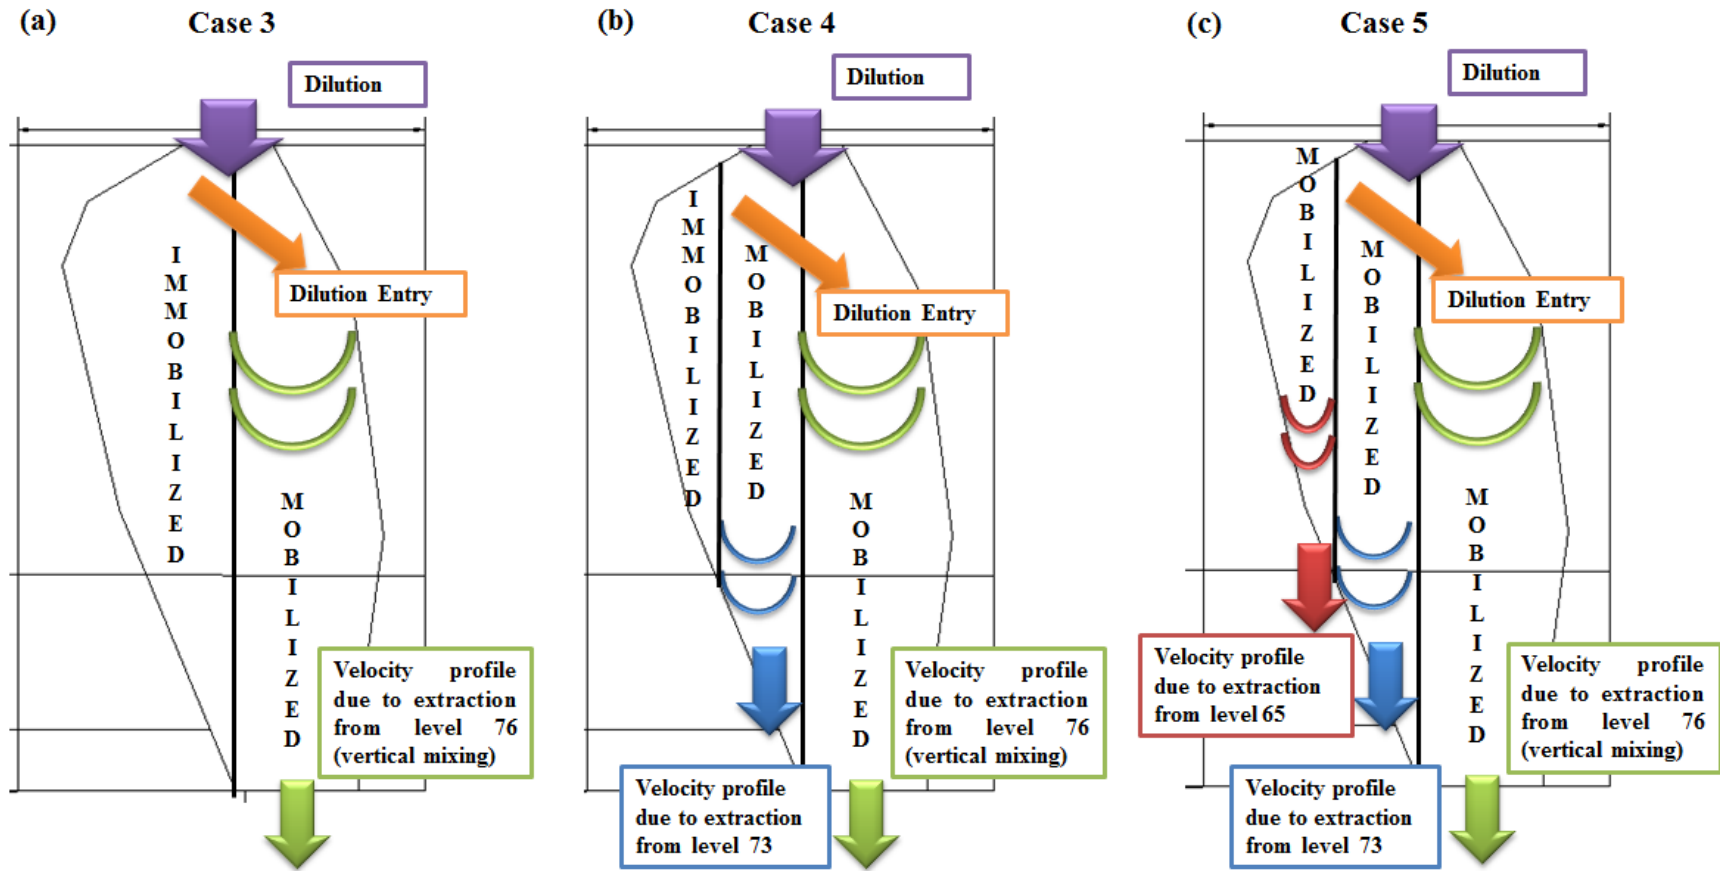 (a)
Case 3
Dilution
IMMOBILIZED
Dilution Entry
MOBILIZED
Velocity profile
due to extraction
from level 76
(vertical mixing)
(b)
Case 4
Dilution
IMMOBILIZED
MOBILIZED
Dilution Entry
MOBILIZED
Velocity profile
due to extraction
from level 76
(vertical mixing)
Velocity profile
due to extraction
from level 73
(c)
Case 5
Dilution
MOBILIZED
MOBILIZED
Dilution Entry
MOBILIZED
Velocity profile
due to extraction
from level 65
Velocity profile
due to extraction
from level 76
(vertical mixing)
Velocity profile
due to extraction
from level 73